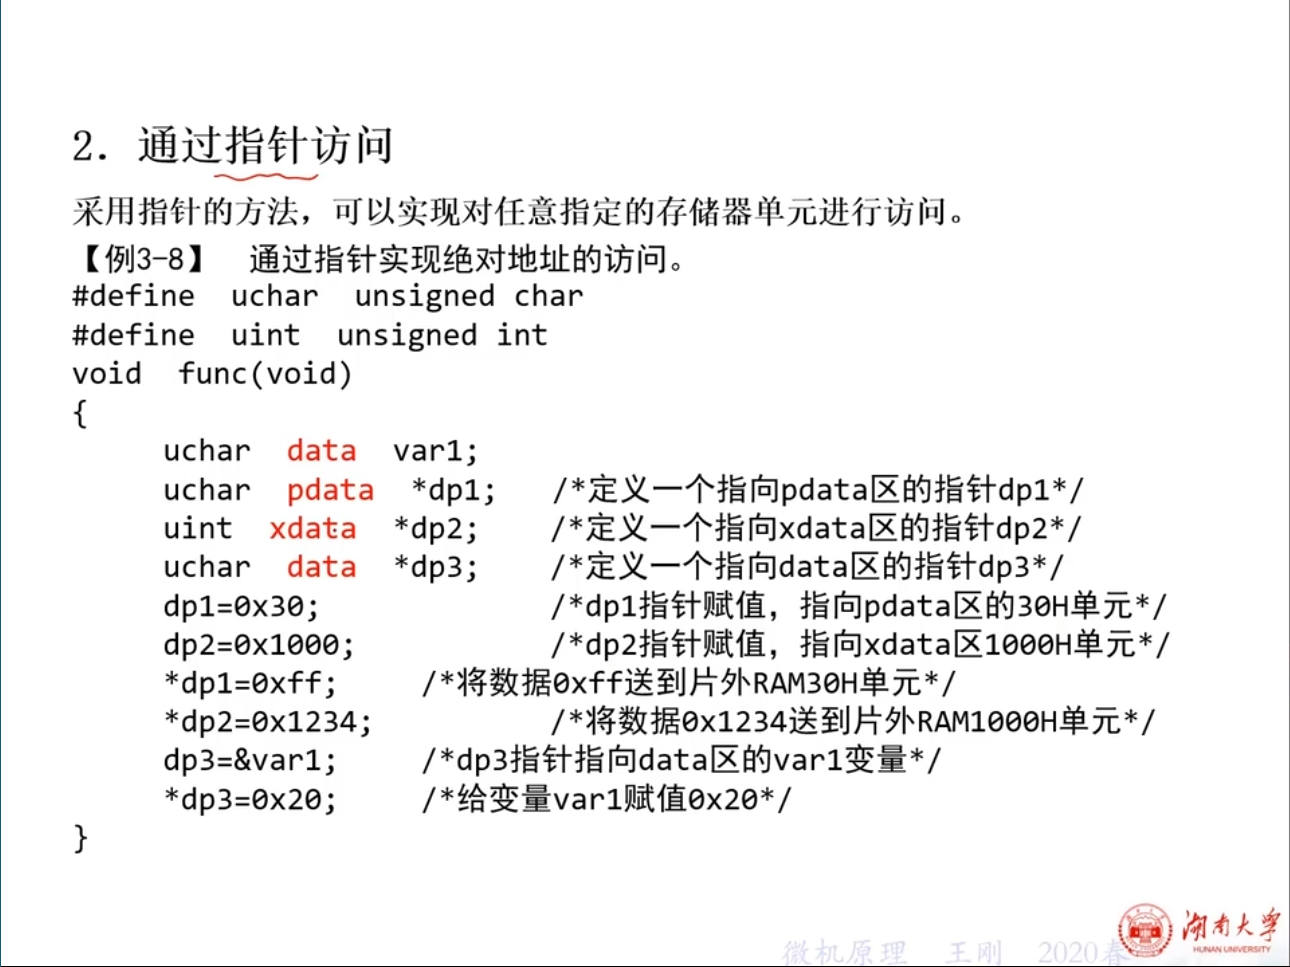 2. 通过指针访问
采用指针的方法，可以实现对任意指定的存储器单元进行访问。
【例3-8】 通过指针实现绝对地址的访问。
#define uchar unsigned char
#define uint unsigned int
void func(void)
{
uchar data var1;
uchar pdata *dp1; /*定义一个指向pdata区的指针dp1*/
uint xdata *dp2; /*定义一个指向xdata区的指针dp2*/
uchar data *dp3; /*定义一个指向data区的指针dp3*/
dp1=0x30; /*dp1指针赋值，指向pdata区的30H单元*/
dp2=0x1000; /*dp2指针赋值，指向xdata区1000H单元*/
*dp1=0xff; /*将数据0xff送到片外RAM30H单元*/
*dp2=0x1234; /*将数据0x1234送到片外RAM1000H单元*/
dp3=&var1; /*dp3指针指向data区的var1变量*/
*dp3=0x20; /*给变量var1赋值0x20*/
}
湖南大学
HUNAN UNIVERSITY
微机原理 王刚 2020春